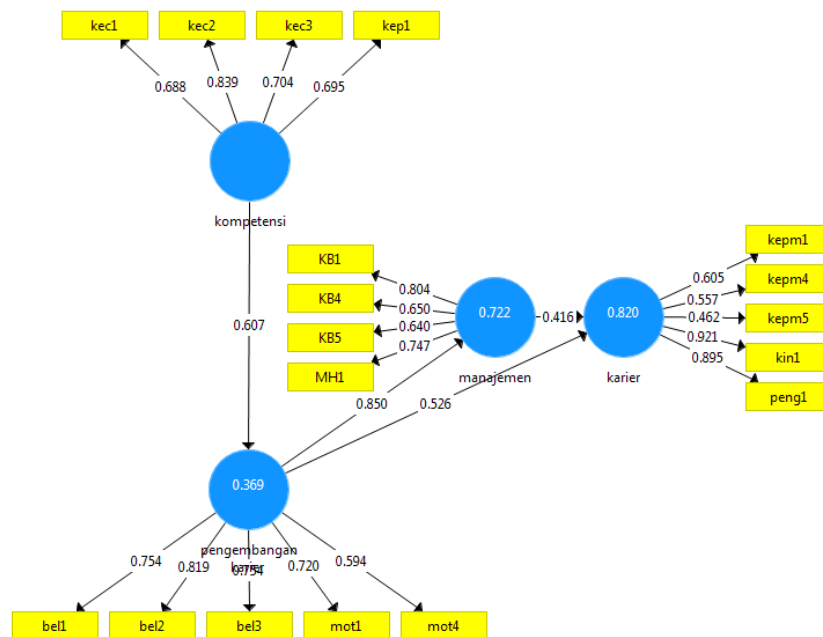 kec1 kec2 kec3 kep1
0.688 0.839 0.704 0.695
kompetensi
0.607
KB1
KB4
KB5
MH1
0.804
0.650
0.640
0.747
0.722
manajemen
0.416
0.820
karier
kepm1
kepm4
kepm5
kin1
peng1
0.605
0.557
0.462
0.921
0.895
0.850
0.526
0.369
pengembangan
karier
0.754 0.819 0.754 0.720 0.594
bel1 bel2 bel3 mot1 mot4